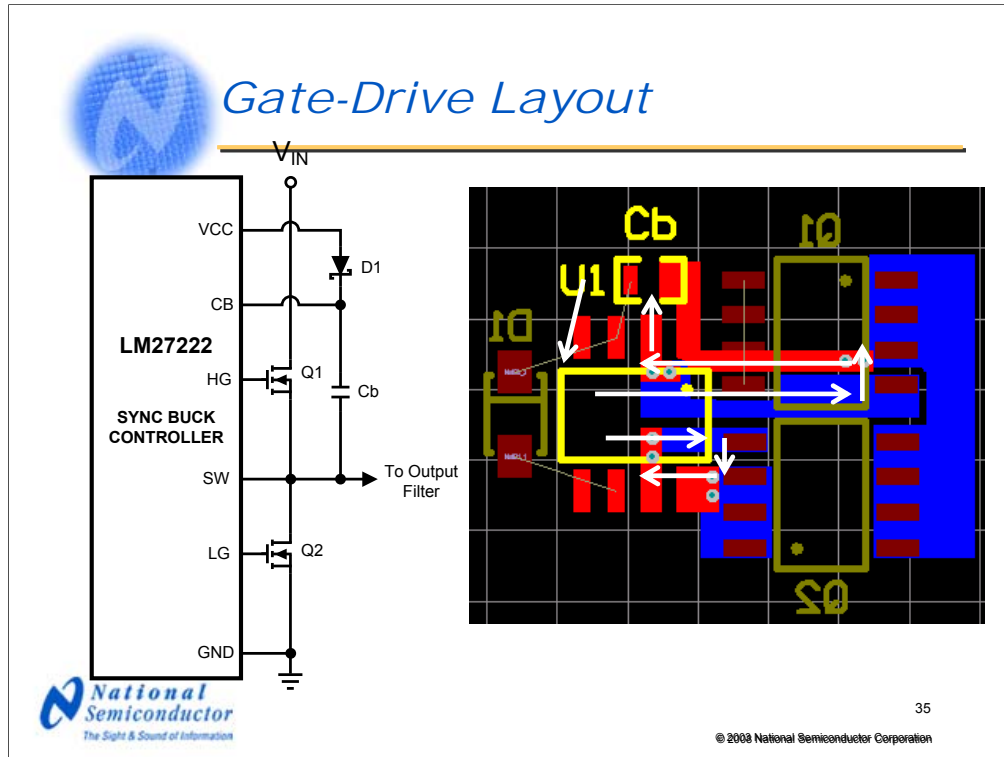 Gate-Drive Layout
VIN
VCC
D1
CB
LM27222
HG
Q1
Cb
SYNC BUCK
CONTROLLER
SW
To Output
Filter
LG
Q2
GND
Cb
Q1
U1
D1
Q2
National
Semiconductor
The Sight & Sound of Information
35
© 2003 National Semiconductor Corporation